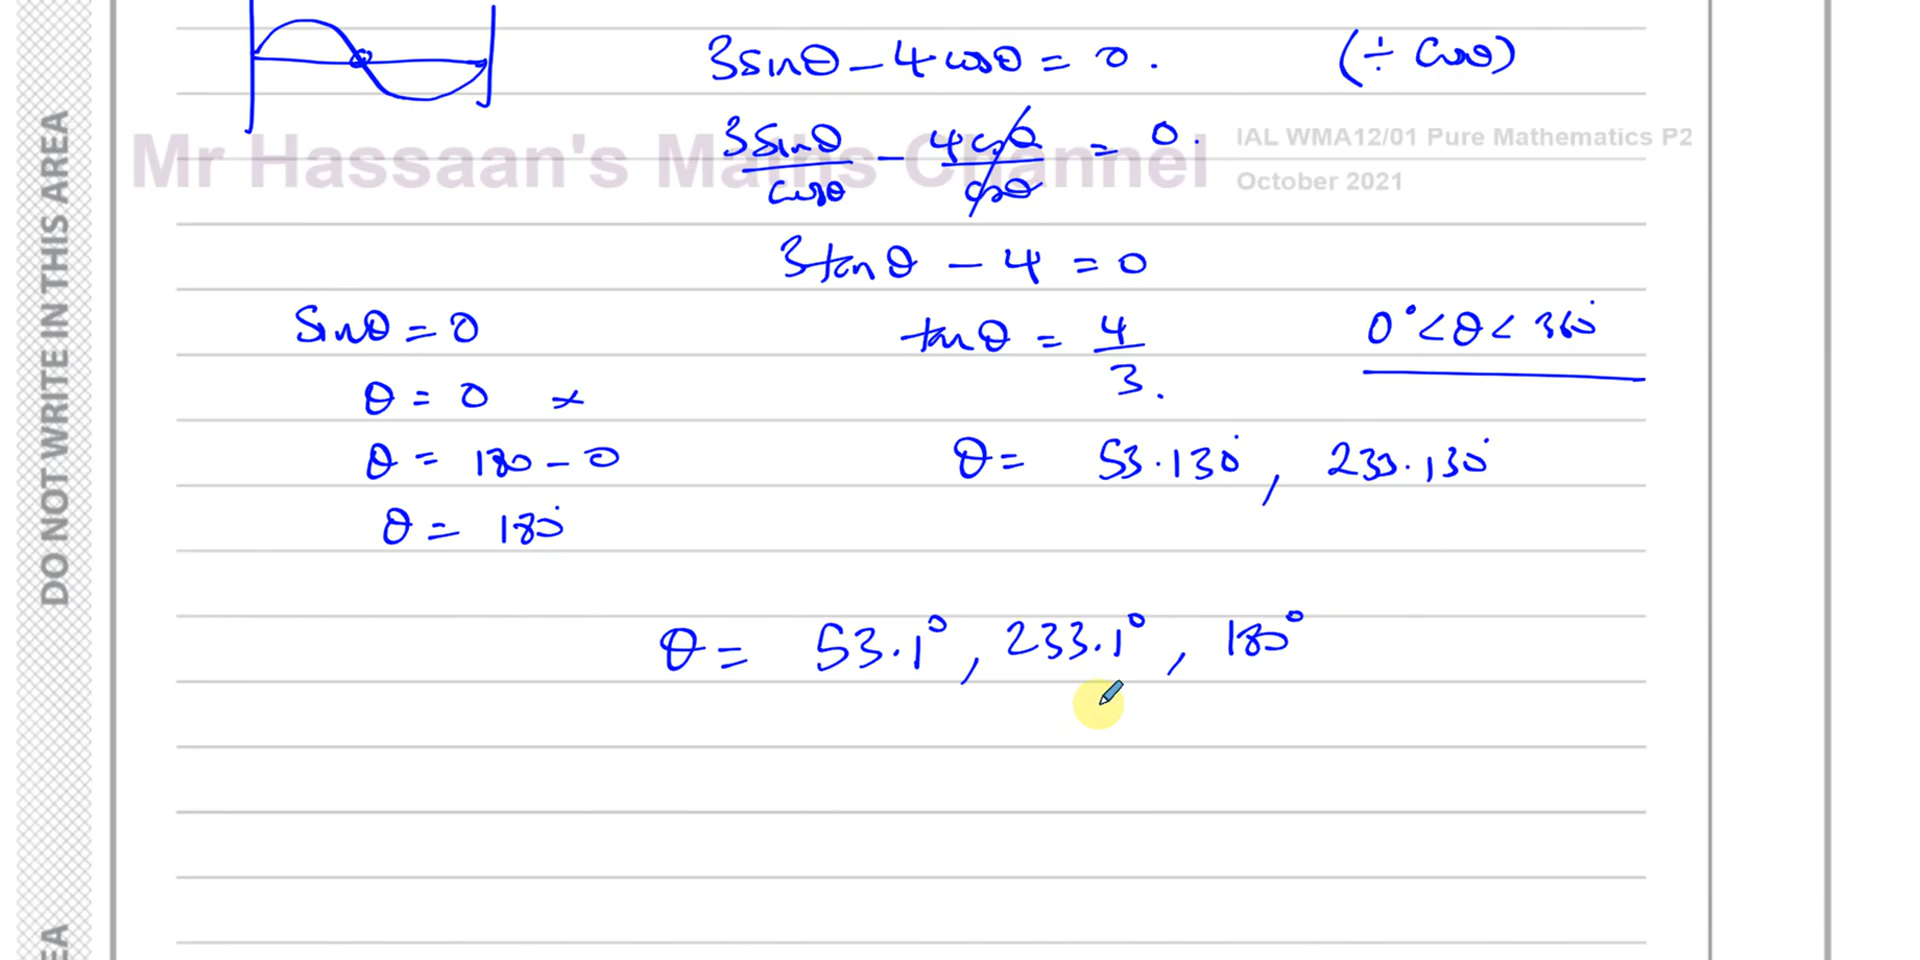 3sinθ – 4cosθ = 0. (÷ cosθ)
3sinθ/cosθ – 4cosθ/cosθ = 0.
Mr Hassaan's Maths Channel
IAL WMA12/01 Pure Mathematics P2
October 2021
3tanθ – 4 = 0
sinθ = 0
tanθ = 4/3.
0° < θ < 360°
θ = 0 ×
θ = 180 – 0
θ = 53.130°, 233.130°
θ = 180°
θ = 53.1°, 233.1°, 180°
DO NOT WRITE IN THIS AREA
EA